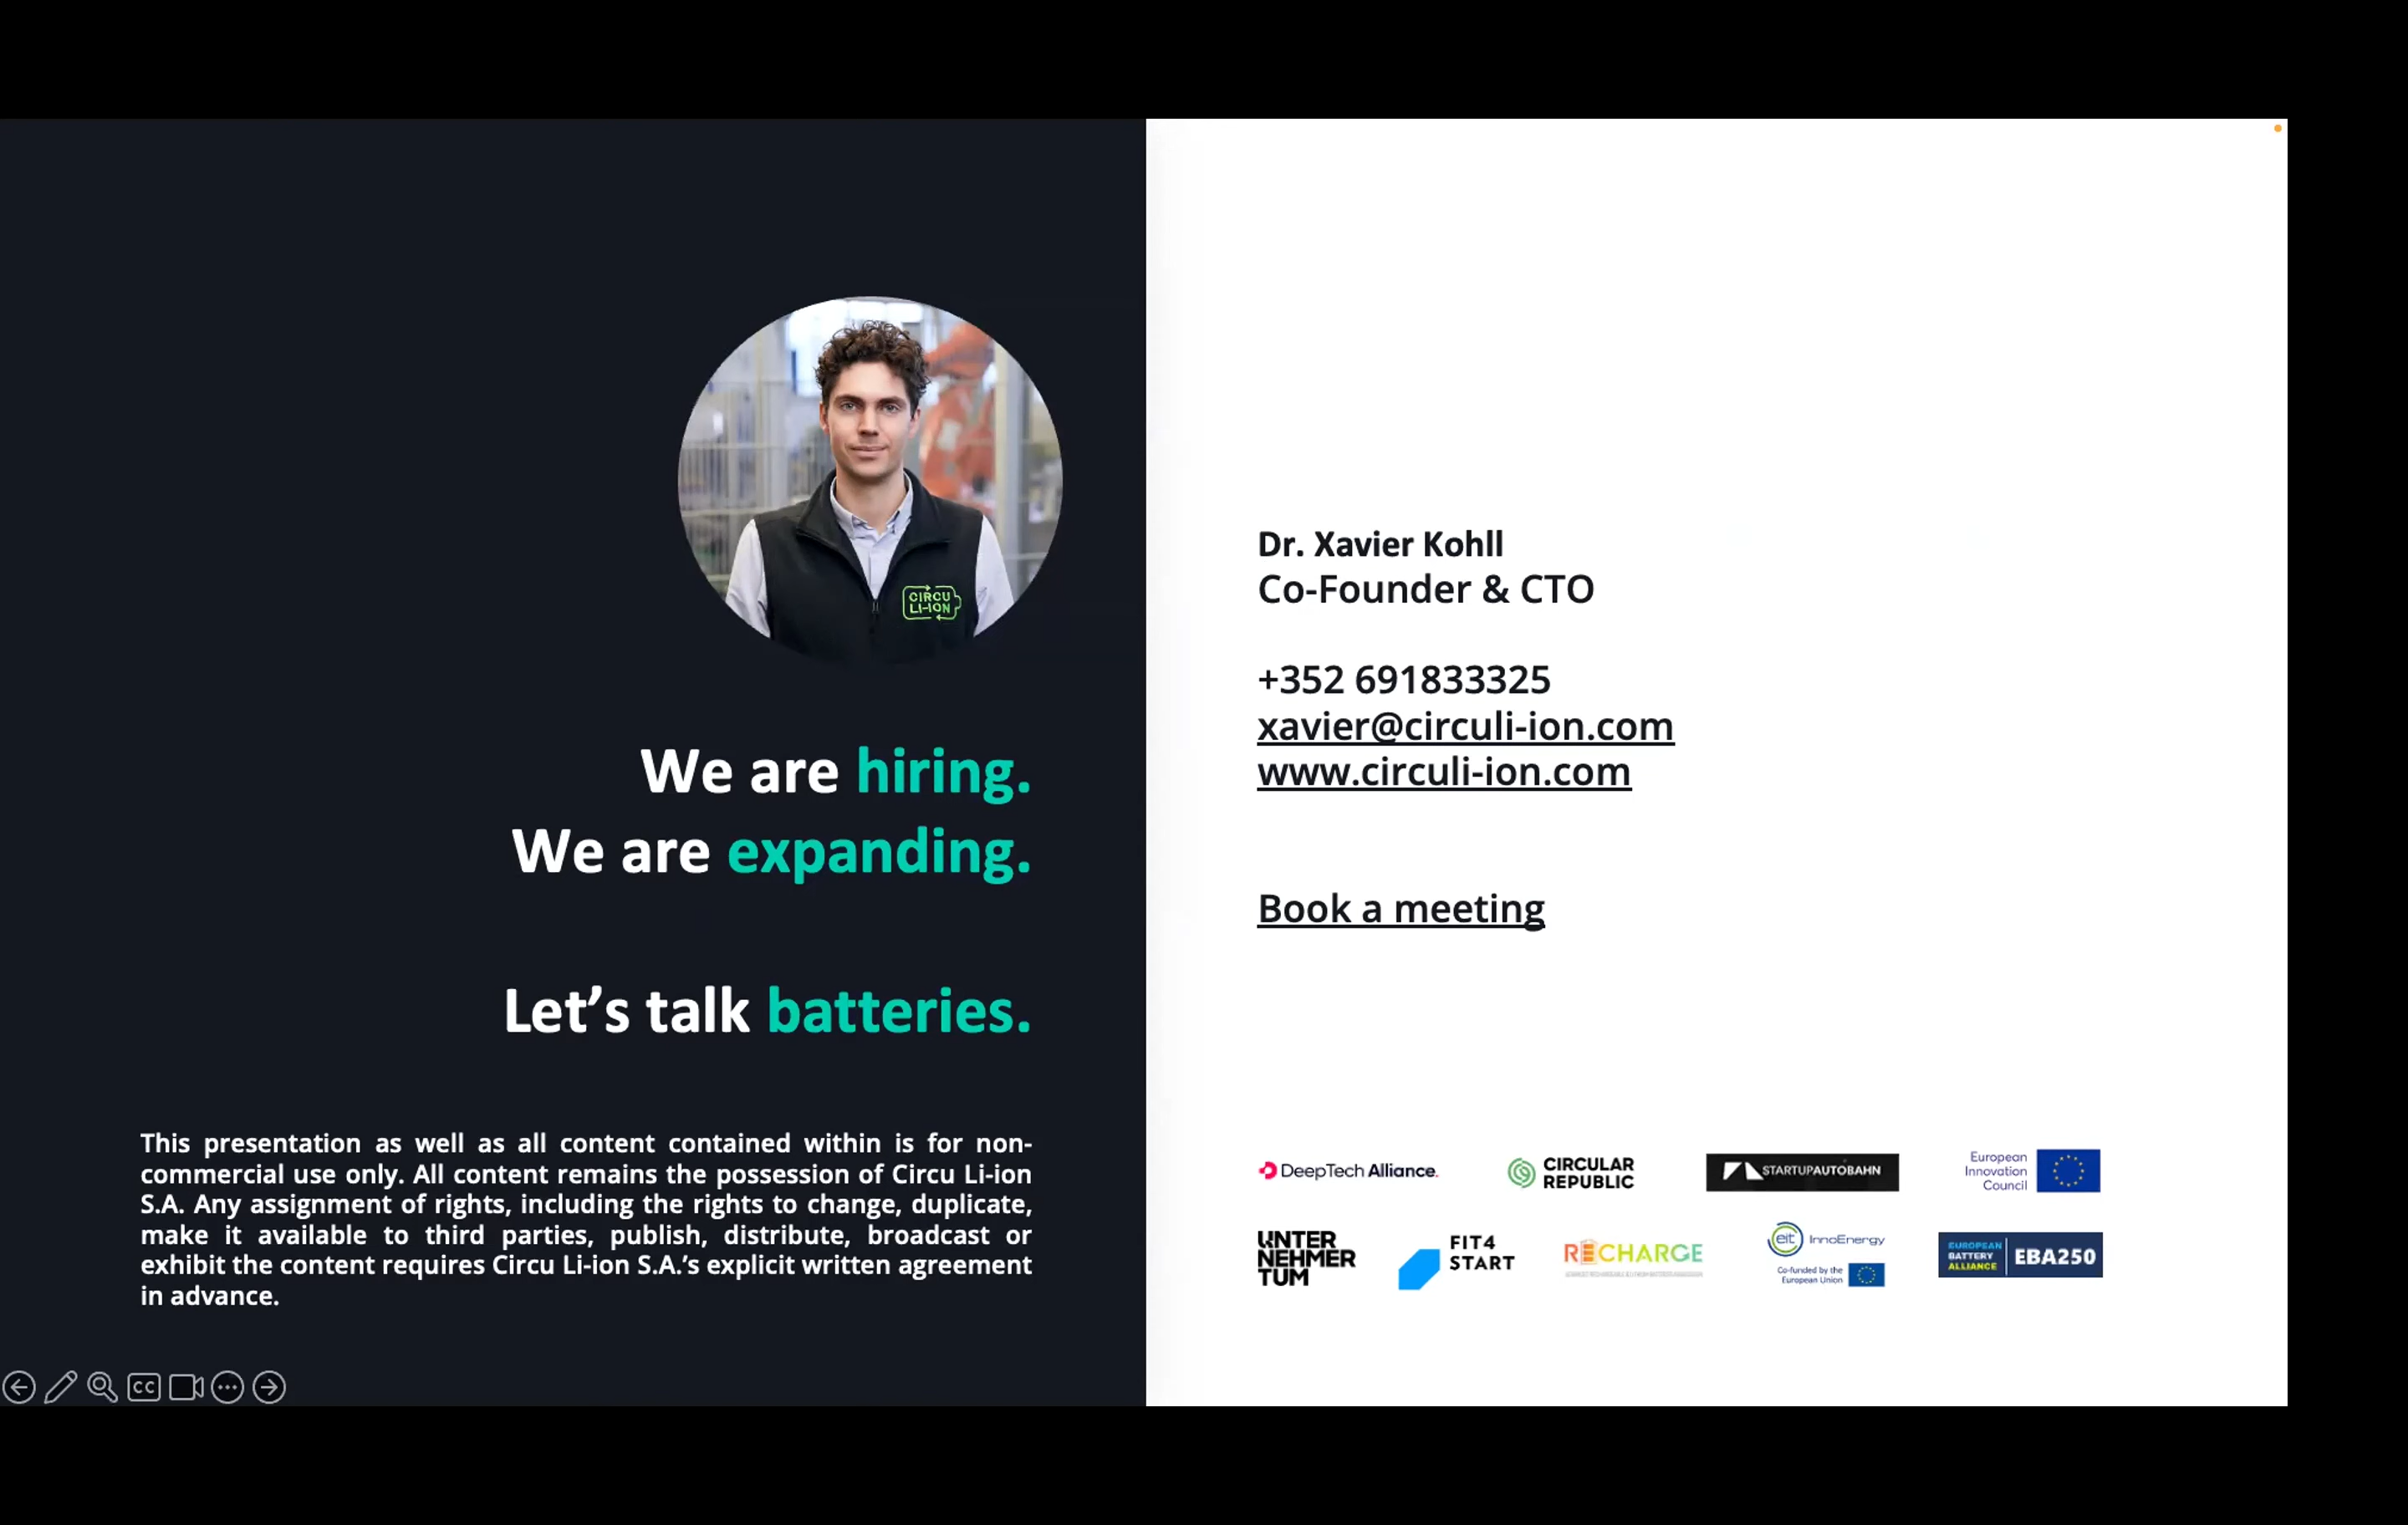 CIRCU
LI-ION
We are hiring.
We are expanding.
Let’s talk batteries.
This presentation as well as all content contained within is for non-
commercial use only. All content remains the possession of Circu Li-ion
S.A. Any assignment of rights, including the rights to change, duplicate,
make it available to third parties, publish, distribute, broadcast or
exhibit the content requires Circu Li-ion S.A.’s explicit written agreement
in advance.
CC
Dr. Xavier Kohll
Co-Founder & CTO
+352 691833325
xavier@circuli-ion.com
www.circuli-ion.com
Book a meeting
DeepTech Alliance.
CIRCULAR
REPUBLIC
STARTUPAUTOBAHN
European
Innovation
Council
UNTER
NEHMER
TUM
FIT4
START
RECHARGE
eit InnoEnergy
Co-funded by the
European Union
EUROPEAN
BATTERY
ALLIANCE
EBA250